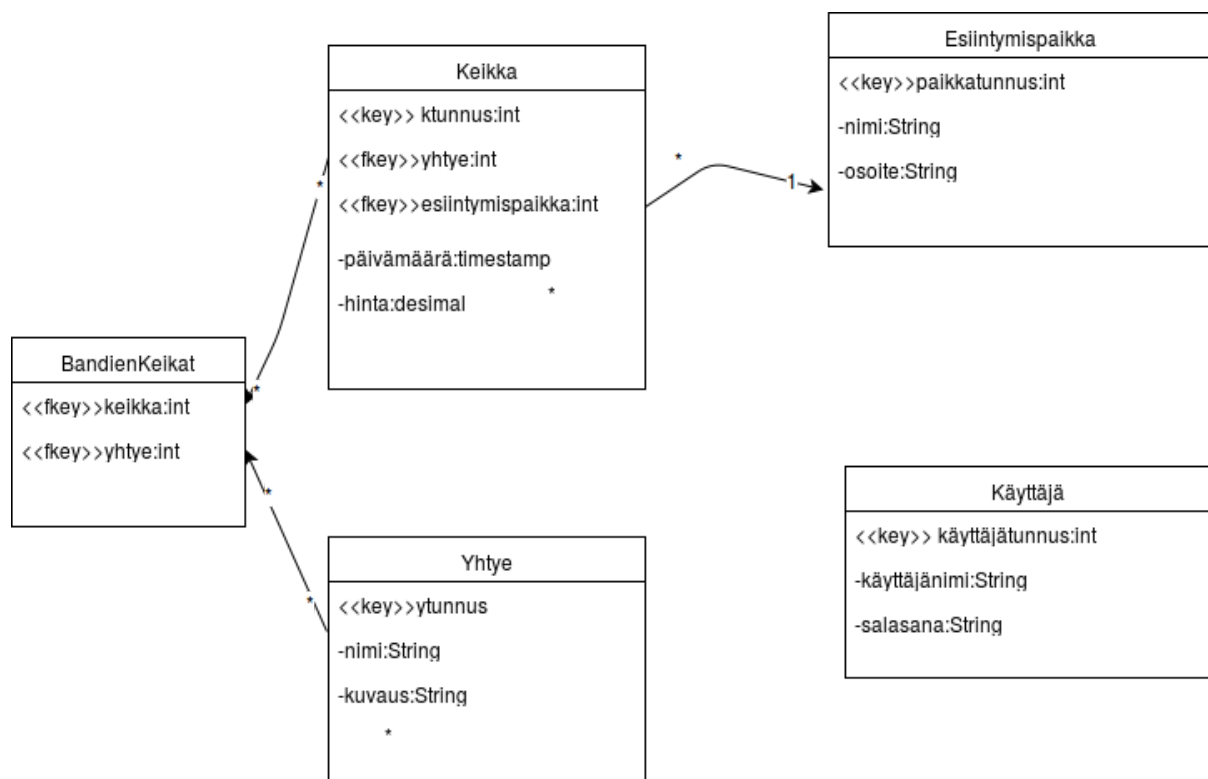 Keikka
<<key>> ktunnus:int
<<fkey>>yhtye:int
<<fkey>>esiintymispaikka:int
-päivämäärä:timestamp
-hinta:desimal
*
Esiintymispaikka
<<key>>paikkatunnus:int
-nimi:String
-osoite:String
*
1
*
*
BandienKeikat
<<fkey>>keikka:int
<<fkey>>yhtye:int
*
*
Yhtye
<<key>>ytunnus
-nimi:String
-kuvaus:String
*
Käyttäjä
<<key>> käyttäjätunnus:int
-käyttäjänimi:String
-salasana:String